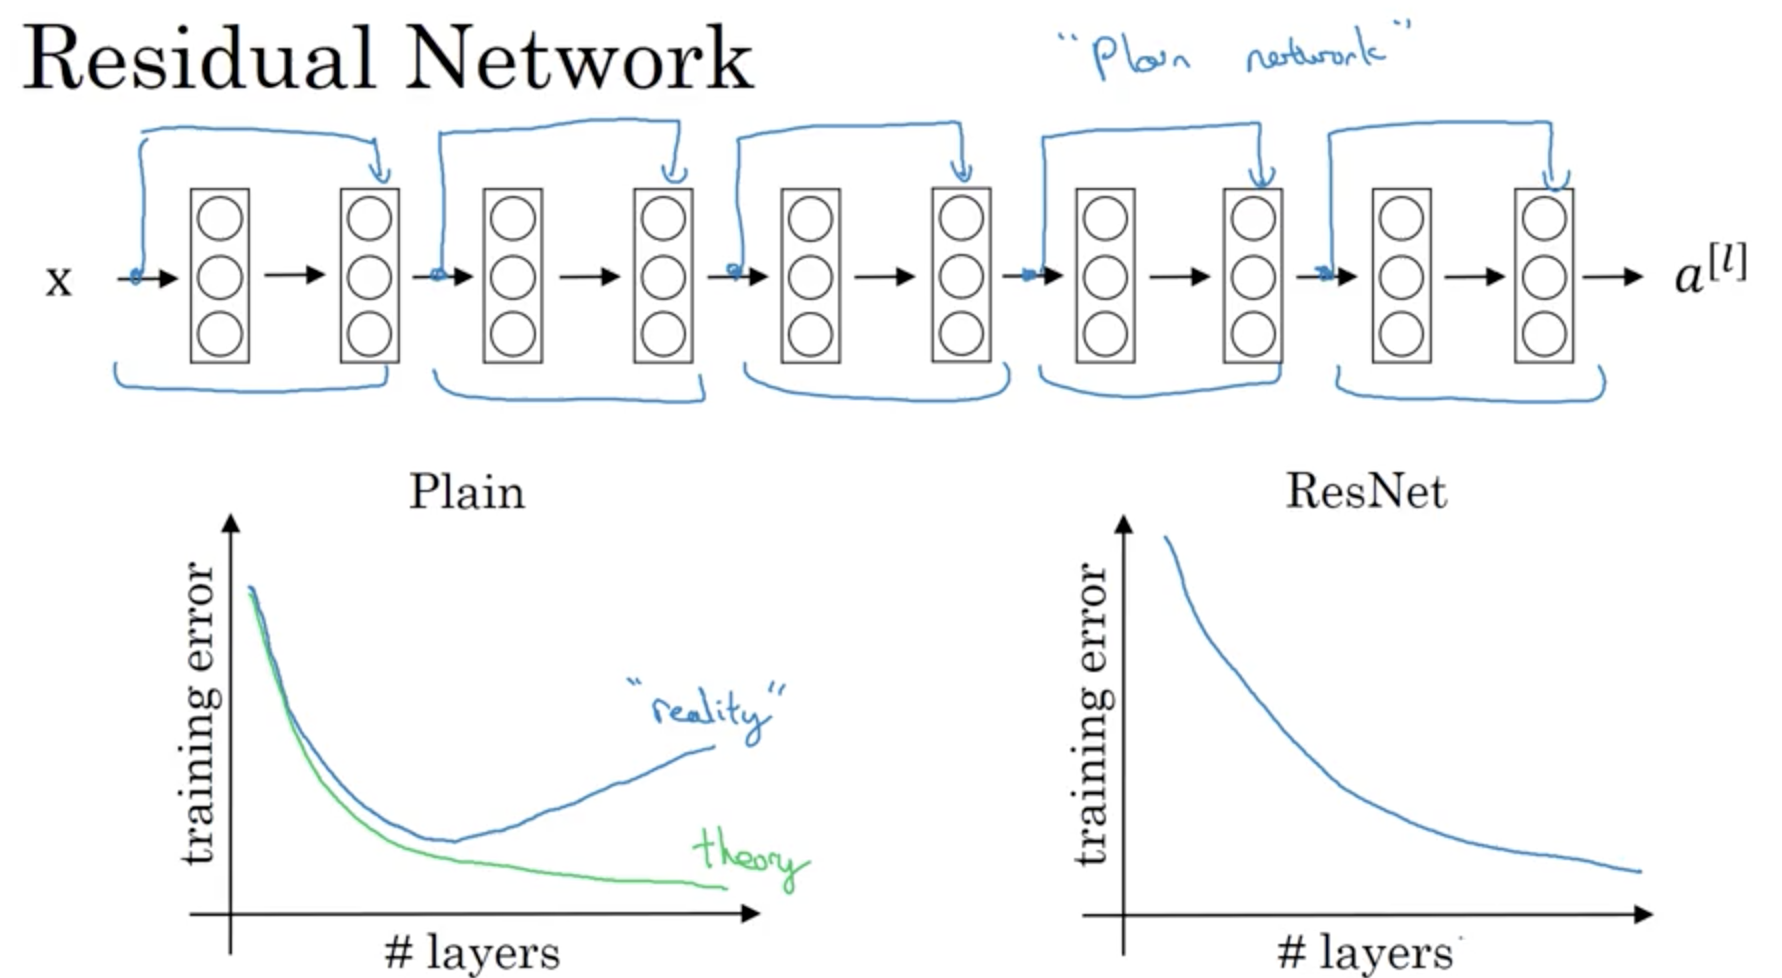 Residual Network
"Plain network"
x
a[l]
Plain
ResNet
training error
"reality"
theory
# layers
training error
# layers